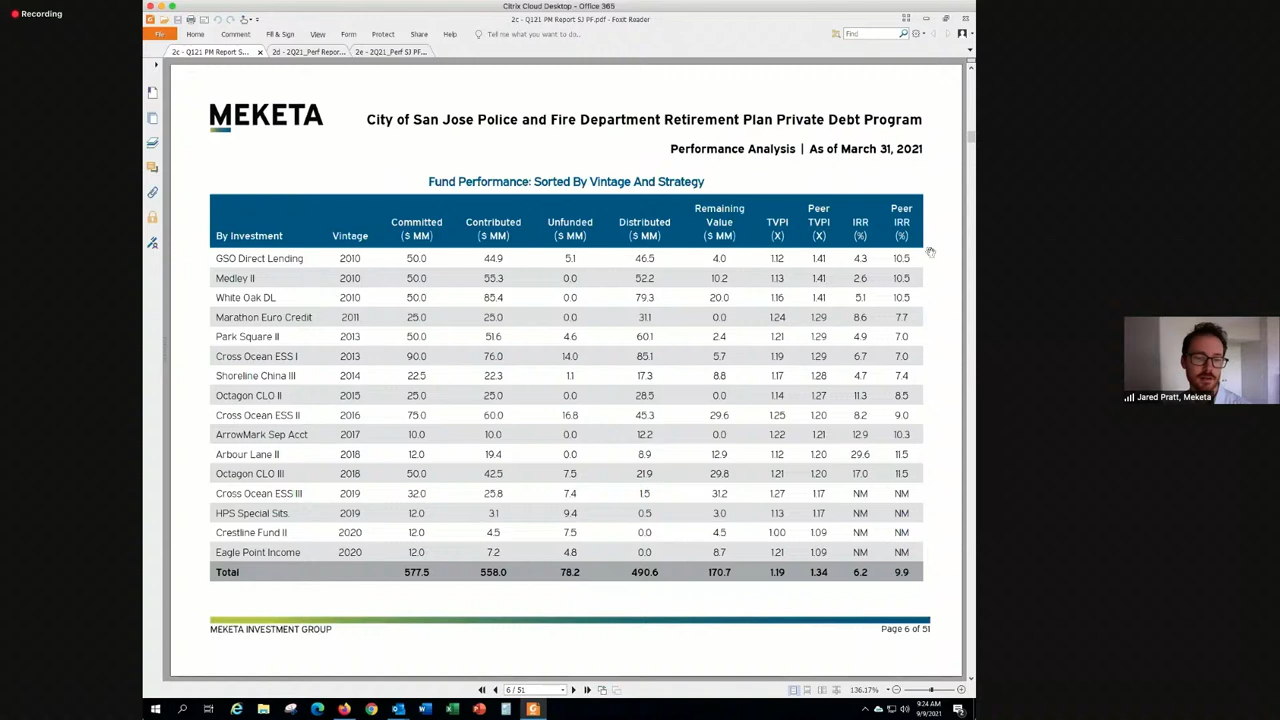 Recording
Citrix Cloud Desktop - Office 365
2c - Q121 PM Report SJ PF.pdf - Foxit Reader
File Home Comment Fill & Sign View Form Protect Share Help Tell me what you want to do.. Find
2c - Q121 PM Report S... 2d - 2Q21_Perf Repor... 2e - 2Q21_Perf SJ PF...
MEKETA
City of San Jose Police and Fire Department Retirement Plan Private Debt Program
Performance Analysis | As of March 31, 2021
Fund Performance: Sorted By Vintage And Strategy
By Investment Vintage Committed ($ MM) Contributed ($ MM) Unfunded ($ MM) Distributed ($ MM) Remaining Value ($ MM) TVPI (X) Peer TVPI (X) IRR (%) Peer IRR (%)
GSO Direct Lending 2010 50.0 44.9 5.1 46.5 4.0 1.12 1.41 4.3 10.5
Medley II 2010 50.0 55.3 0.0 52.2 10.2 1.13 1.41 2.6 10.5
White Oak DL 2010 50.0 85.4 0.0 79.3 20.0 1.16 1.41 5.1 10.5
Marathon Euro Credit 2011 25.0 25.0 0.0 31.1 0.0 1.24 1.29 8.6 7.7
Park Square II 2013 50.0 51.6 4.6 60.1 2.4 1.21 1.29 4.9 7.0
Cross Ocean ESS I 2013 90.0 76.0 14.0 85.1 5.7 1.19 1.29 6.7 7.0
Shoreline China III 2014 22.5 22.3 1.1 17.3 8.8 1.17 1.28 4.7 7.4
Octagon CLO II 2015 25.0 25.0 0.0 28.5 0.0 1.14 1.27 11.3 8.5
Cross Ocean ESS II 2016 75.0 60.0 16.8 45.3 29.6 1.25 1.20 8.2 9.0
ArrowMark Sep Acct 2017 10.0 10.0 0.0 12.2 0.0 1.22 1.21 12.9 10.3
Arbour Lane II 2018 12.0 19.4 0.0 8.9 12.9 1.12 1.20 29.6 11.5
Octagon CLO III 2018 50.0 42.5 7.5 21.9 29.8 1.21 1.20 17.0 11.5
Cross Ocean ESS III 2019 32.0 25.8 7.4 1.5 31.2 1.27 1.17 NM NM
HPS Special Sits. 2019 12.0 3.1 9.4 0.5 3.0 1.13 1.17 NM NM
Crestline Fund II 2020 12.0 4.5 7.5 0.0 4.5 1.00 1.09 NM NM
Eagle Point Income 2020 12.0 7.2 4.8 0.0 8.7 1.21 1.09 NM NM
Total 577.5 558.0 78.2 490.6 170.7 1.19 1.34 6.2 9.9
MEKETA INVESTMENT GROUP Page 6 of 51
Jared Pratt, Meketa
6 / 51 136.17%
9:24 AM
9/9/2021